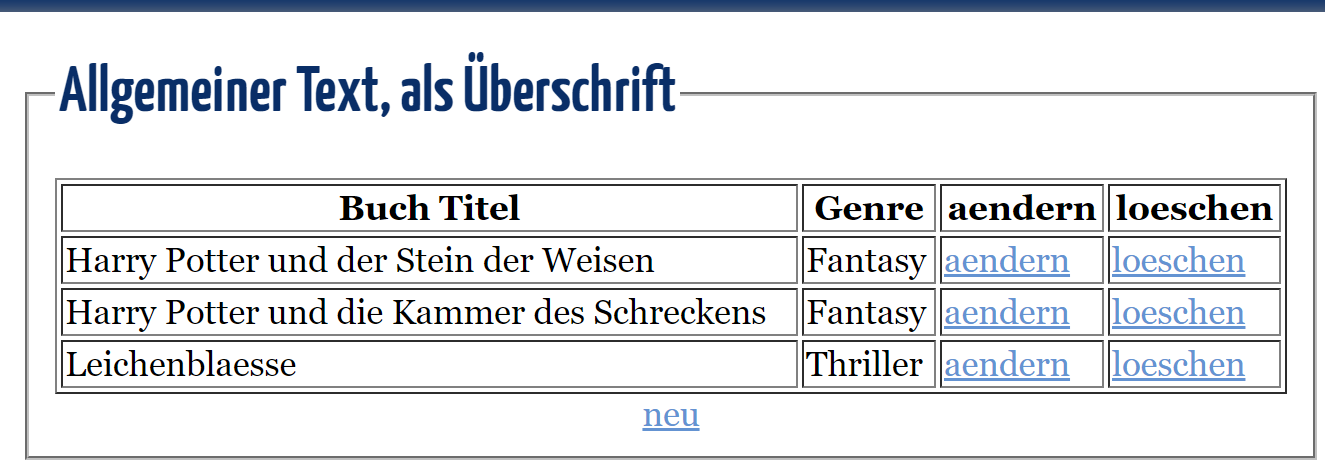 Allgemeiner Text, als Überschrift
Buch Titel Genre aendern loeschen
Harry Potter und der Stein der Weisen Fantasy aendern loeschen
Harry Potter und die Kammer des Schreckens Fantasy aendern loeschen
Leichenblaesse Thriller aendern loeschen
neu